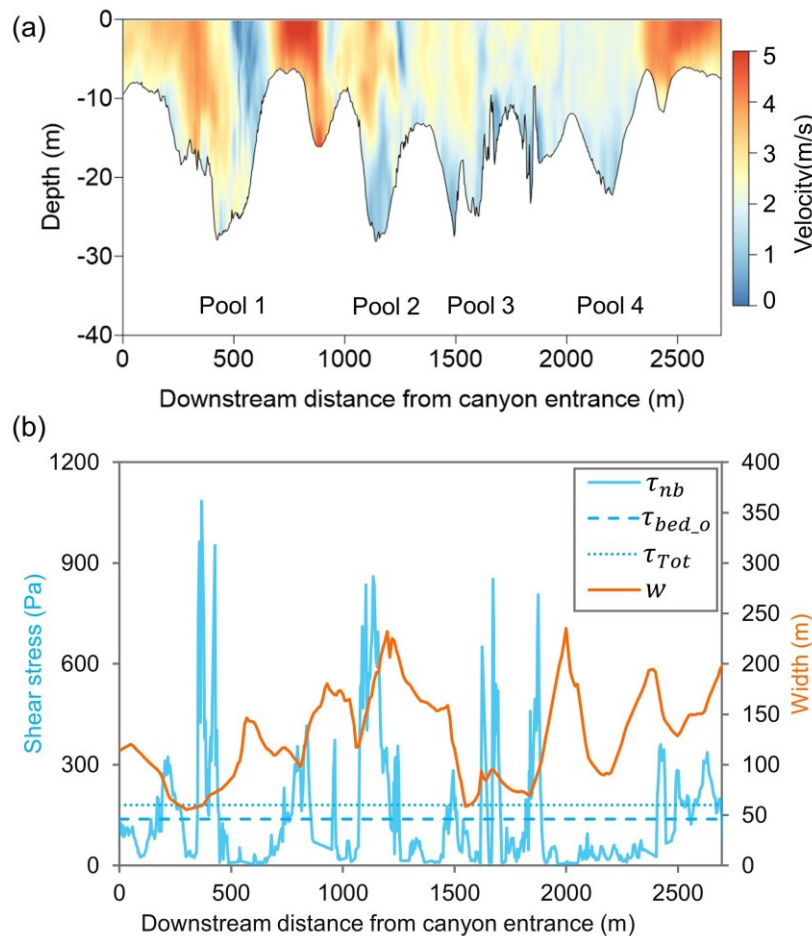 (a)
0
-10
-20
-30
-40
Depth (m)
Pool 1 Pool 2 Pool 3 Pool 4
0 500 1000 1500 2000 2500
Downstream distance from canyon entrance (m)
5
4
3
2
1
0
Velocity(m/s)
(b)
1200
900
600
300
0
Shear stress (Pa)
τ_nb
τ_bed_o
τ_Tot
w
400
350
300
250
200
150
100
50
0
Width (m)
0 500 1000 1500 2000 2500
Downstream distance from canyon entrance (m)